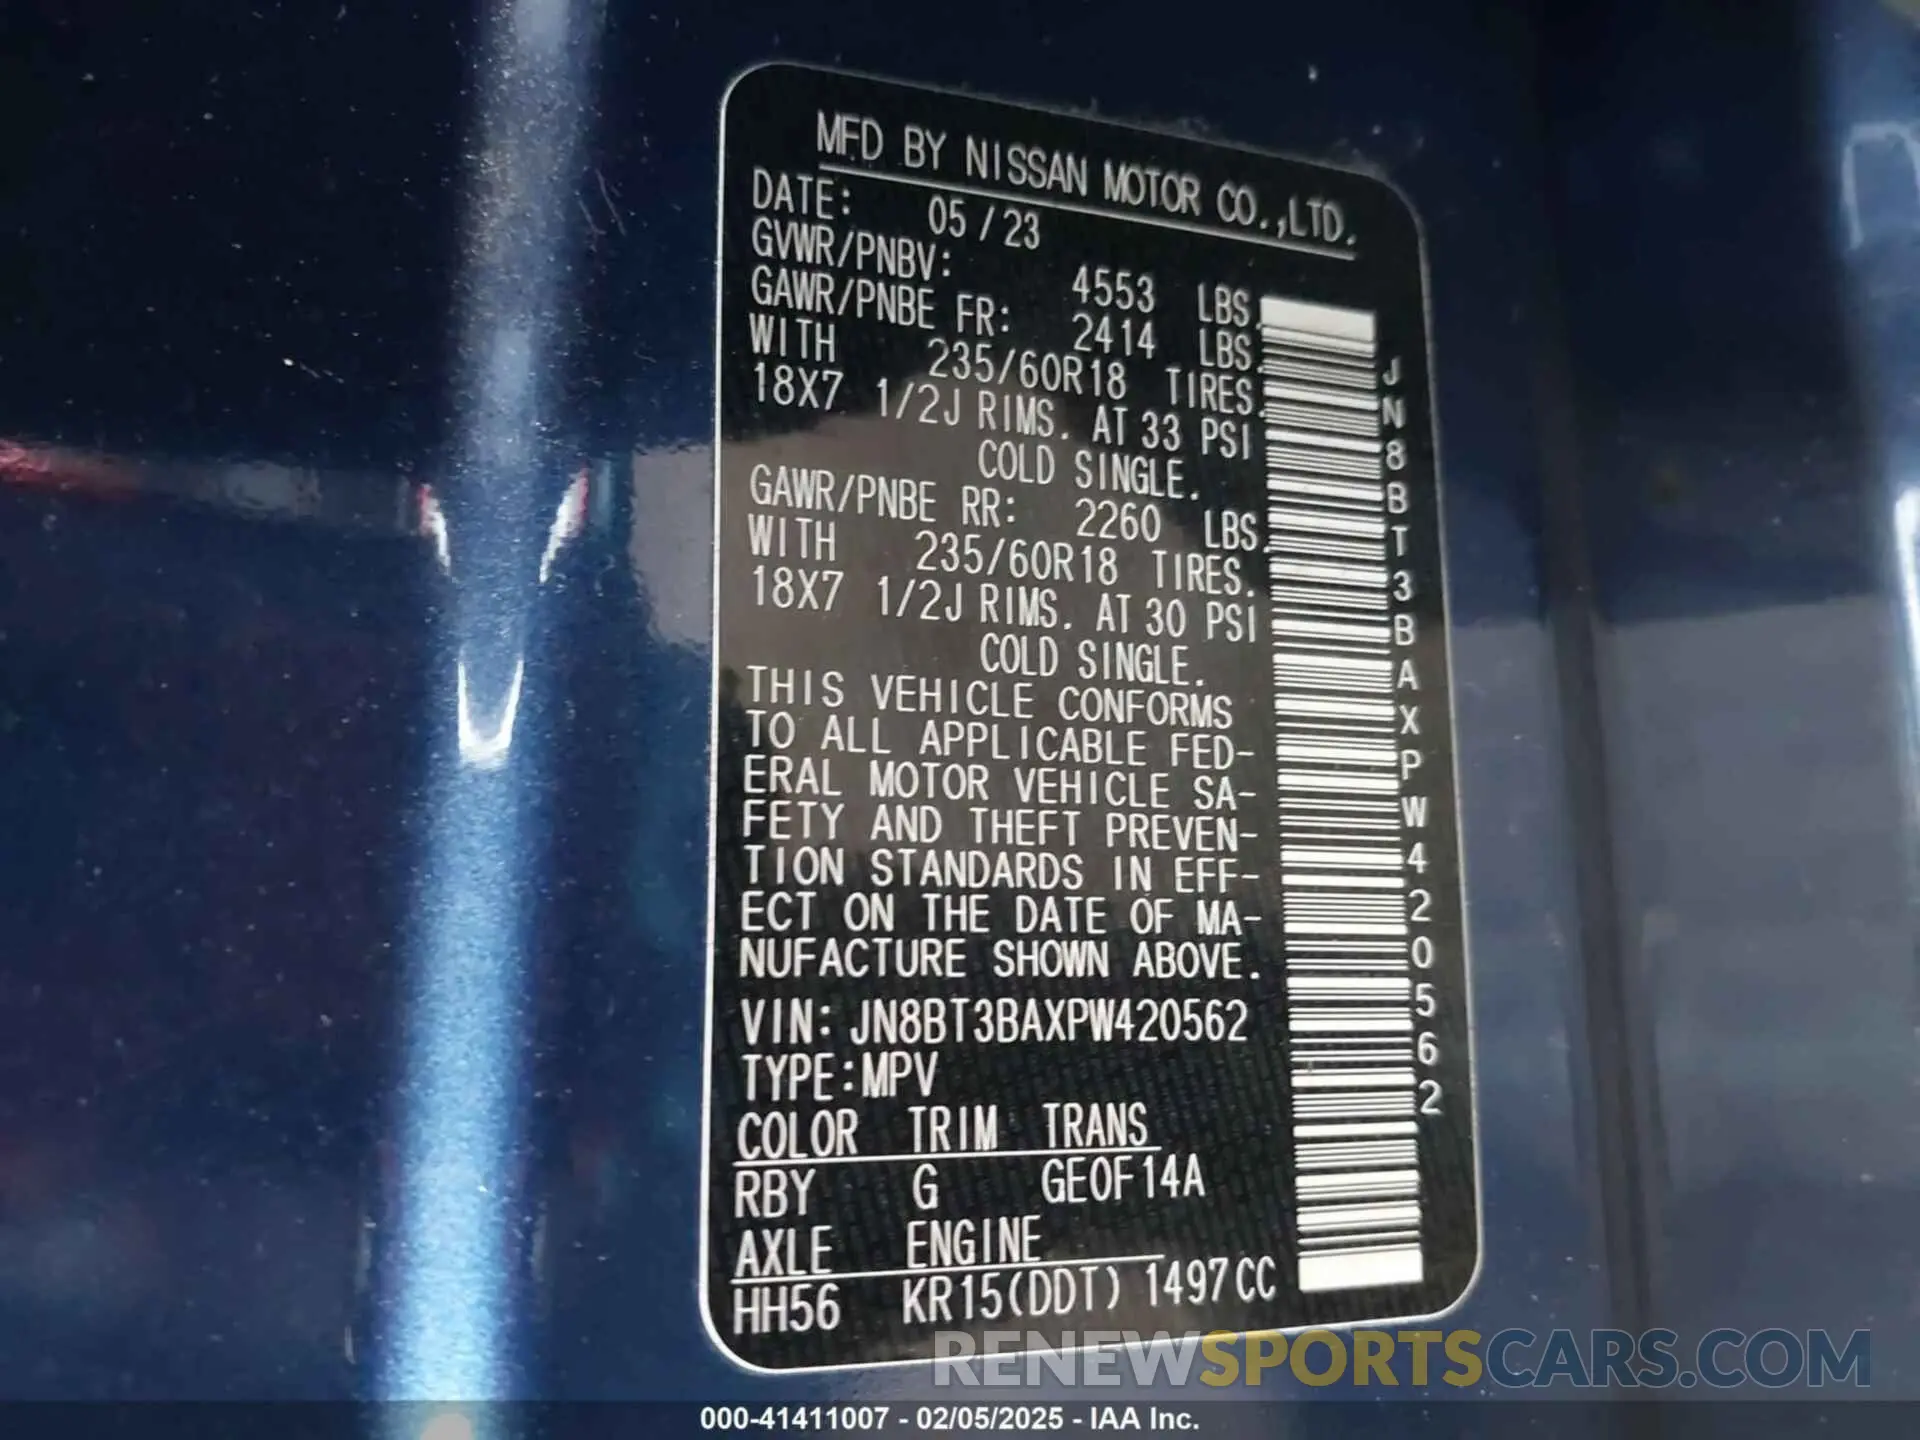 MFD BY NISSAN MOTOR CO.,LTD.
DATE: 05/23
GVWR/PNBV: 4553 LBS.
GAWR/PNBE FR: 2414 LBS.
WITH 235/60R18 TIRES.
18X7 1/2J RIMS. AT 33 PSI
COLD SINGLE.
GAWR/PNBE RR: 2260 LBS.
WITH 235/60R18 TIRES.
18X7 1/2J RIMS. AT 30 PSI
COLD SINGLE.
THIS VEHICLE CONFORMS
TO ALL APPLICABLE FED-
ERAL MOTOR VEHICLE SA-
FETY AND THEFT PREVEN-
TION STANDARDS IN EFF-
ECT ON THE DATE OF MA-
NUFACTURE SHOWN ABOVE.
VIN: JN8BT3BAXPW420562
TYPE:MPV
COLOR TRIM TRANS
RBY G GE0F14A
AXLE ENGINE
HH56 KR15(DDT) 1497CC
JN8BT3BAXPW420562
RENEWSPORTSCARS.COM
000-41411007 - 02/05/2025 - IAA Inc.